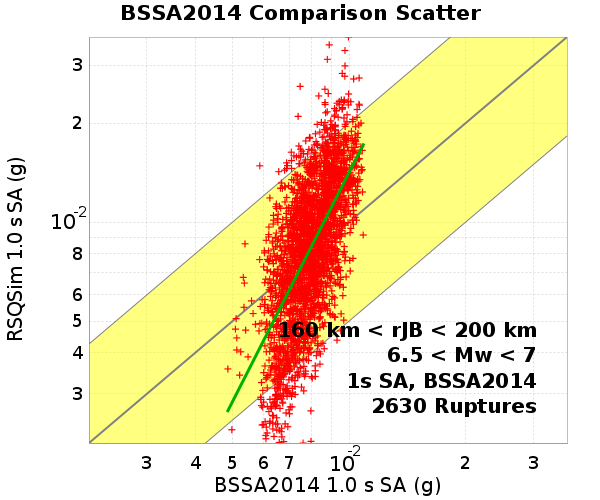 BSSA2014 Comparison Scatter
RSQSim 1.0 s SA (g)
3
2
10-2
8
6
5
4
3
160 km < rJB < 200 km
6.5 < Mw < 7
1s SA, BSSA2014
2630 Ruptures
3 4 5 6 7 10-2 2 3
BSSA2014 1.0 s SA (g)